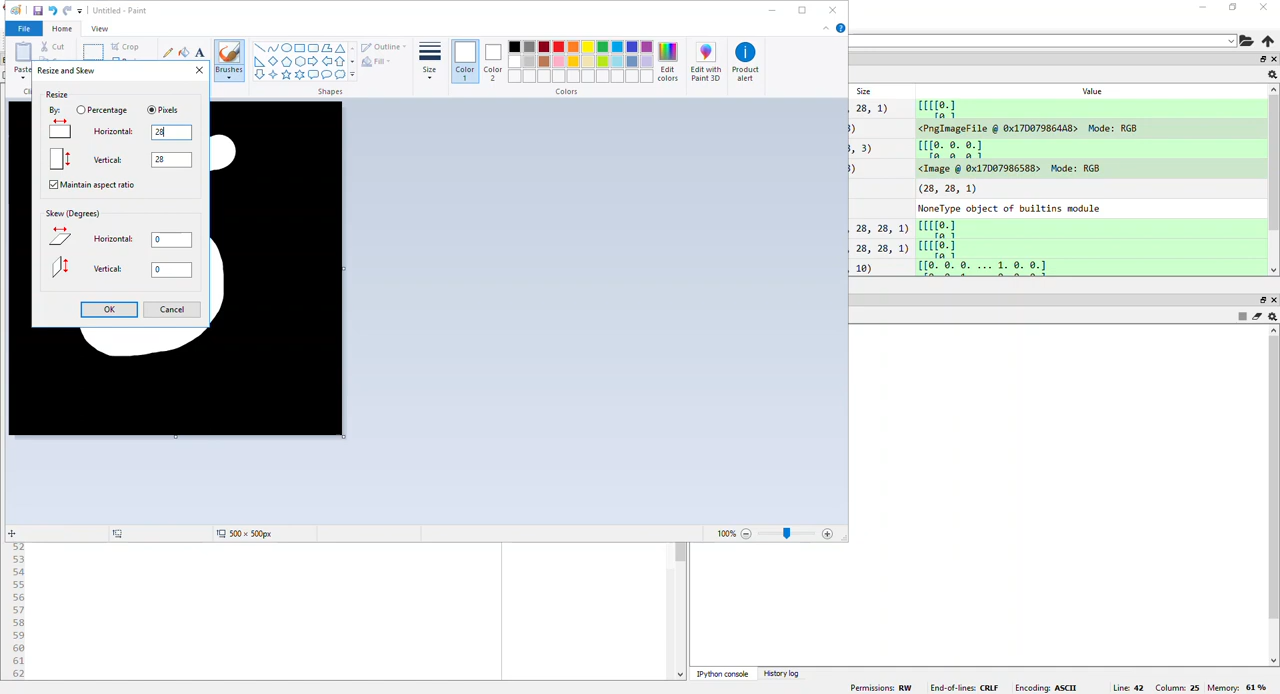 Untitled - Paint
File
Home
View
Paste
Cut
Crop
Brushes
Outline
Fill
Shapes
Size
Color 1
Color 2
Edit colors
Colors
Edit with Paint 3D
Product alert
Resize and Skew
Resize
By:
Percentage
Pixels
Horizontal:
28
Vertical:
28
Maintain aspect ratio
Skew (Degrees)
Horizontal:
0
Vertical:
0
OK
Cancel
500 × 500px
100%
Size
Value
, 28, 1)
[[[[0.]
[0.]
<PngImageFile @ 0x17D079864A8> Mode: RGB
, 3)
[[[0. 0. 0.]
[0. 0. 0.]
<Image @ 0x17D07986588> Mode: RGB
(28, 28, 1)
NoneType object of builtins module
, 28, 28, 1)
[[[[0.]
[0.]
, 28, 28, 1)
[[[[0.]
[0.]
, 10)
[[0. 0. 0. ... 1. 0. 0.]
52
53
54
55
56
57
58
59
60
61
62
IPython console
History log
Permissions: RW
End-of-lines: CRLF
Encoding: ASCII
Line: 42
Column: 25
Memory: 61 %